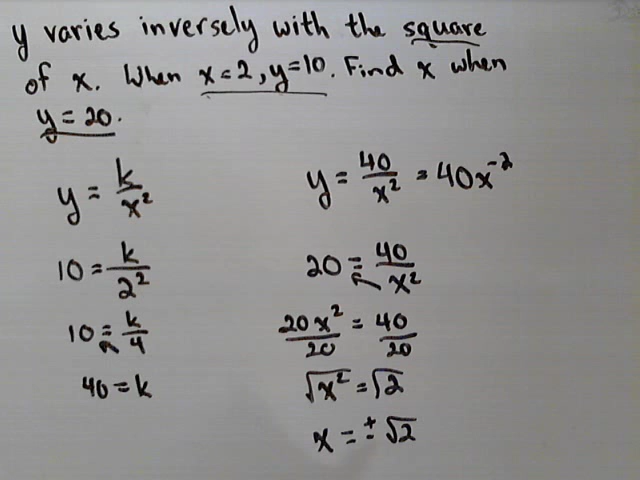 y varies inversely with the square
of x. When x=2, y=10. Find x when
y = 20.
y = k/x²
10 = k/2²
10 = k/4
40 = k
y = 40/x² = 40x⁻²
20 = 40/x²
20x²/20 = 40/20
√x² = √2
x = ±√2